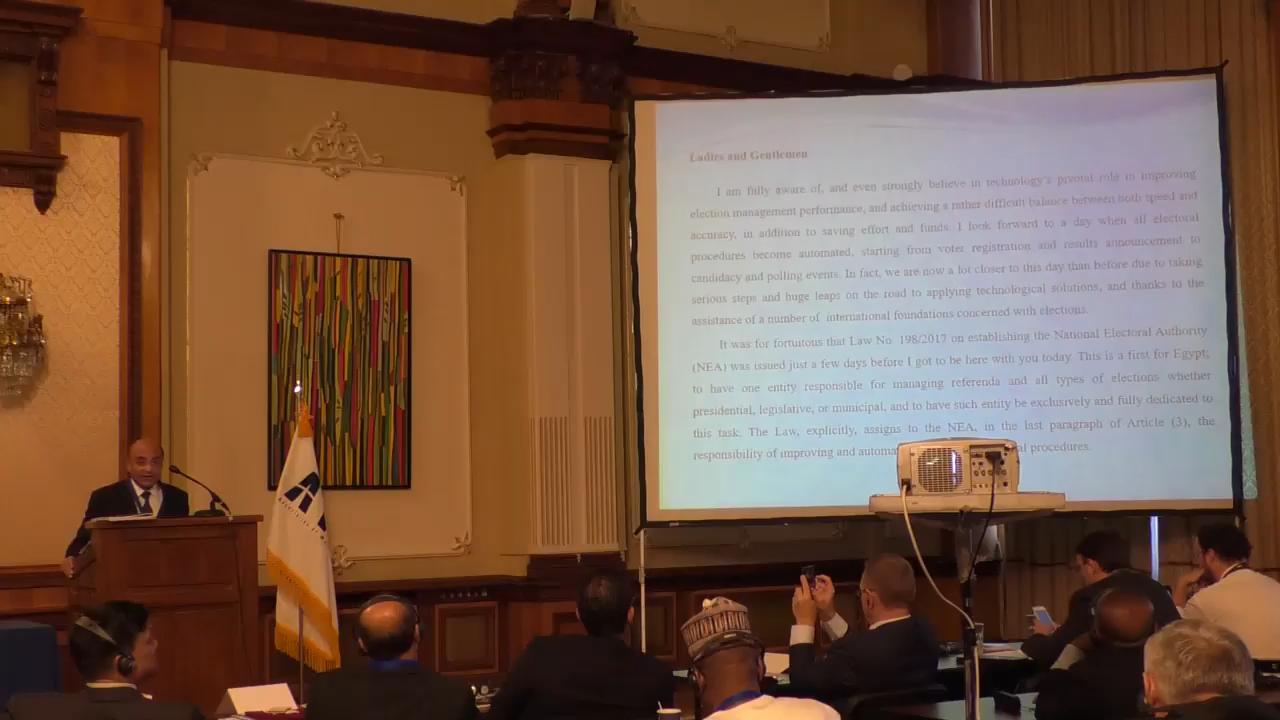 Ladies and Gentlemen
I am fully aware of, and even strongly believe in technology's pivotal role in improving
election management performance, and achieving a rather difficult balance between both speed and
accuracy, in addition to saving effort and funds. I look forward to a day when all electoral
procedures become automated, starting from voter registration and results announcement to
candidacy and polling events. In fact, we are now a lot closer to this day than before due to taking
serious steps and huge leaps on the road to applying technological solutions, and thanks to the
assistance of a number of international foundations concerned with elections.
It was for fortuitous that Law No. 198/2017 on establishing the National Electoral Authority
(NEA) was issued just a few days before I got to be here with you today. This is a first for Egypt;
to have one entity responsible for managing referenda and all types of elections whether
presidential, legislative, or municipal, and to have such entity be exclusively and fully dedicated to
this task. The Law, explicitly, assigns to the NEA, in the last paragraph of Article (3), the
responsibility of improving and automa al procedures.